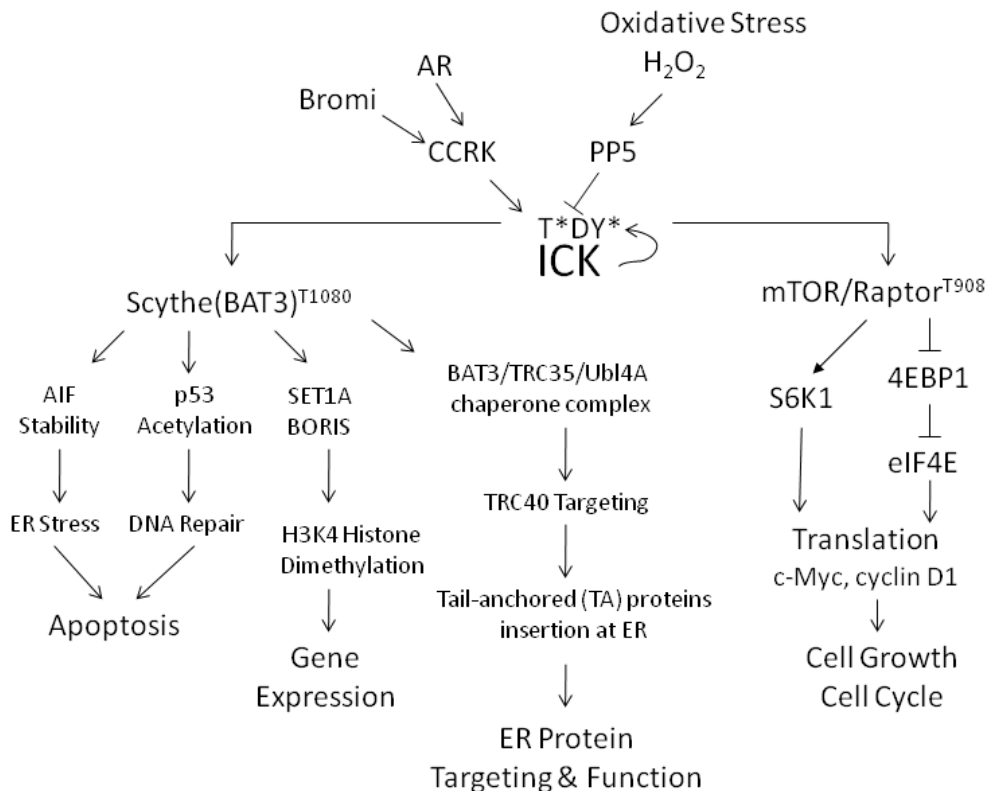 Oxidative Stress
H₂O₂
AR
Bromi
CCRK
PP5
T*DY*
ICK
Scythe(BAT3)ᵀ¹⁰⁸⁰
mTOR/Raptorᵀ⁹⁰⁸
AIF
Stability
p53
Acetylation
SET1A
BORIS
BAT3/TRC35/Ubl4A
chaperone complex
S6K1
4EBP1
eIF4E
ER Stress
DNA Repair
H3K4 Histone
Dimethylation
TRC40 Targeting
Translation
c-Myc, cyclin D1
Apoptosis
Gene
Expression
Tail-anchored (TA) proteins
insertion at ER
Cell Growth
Cell Cycle
ER Protein
Targeting & Function